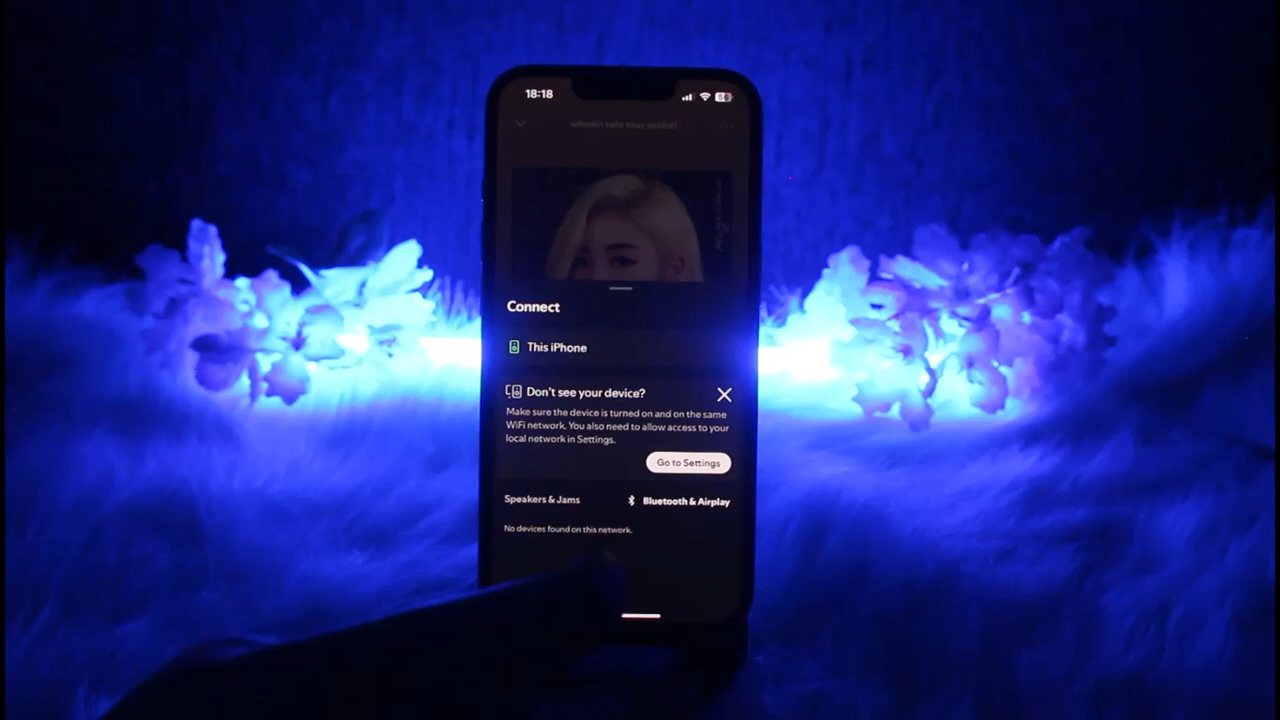 18:18
Connect
This iPhone
Don't see your device?
Make sure the device is turned on and on the same
WiFi network. You also need to allow access to your
local network in Settings.
Go to Settings
Speakers & Jams
Bluetooth & Airplay
No devices found on this network.